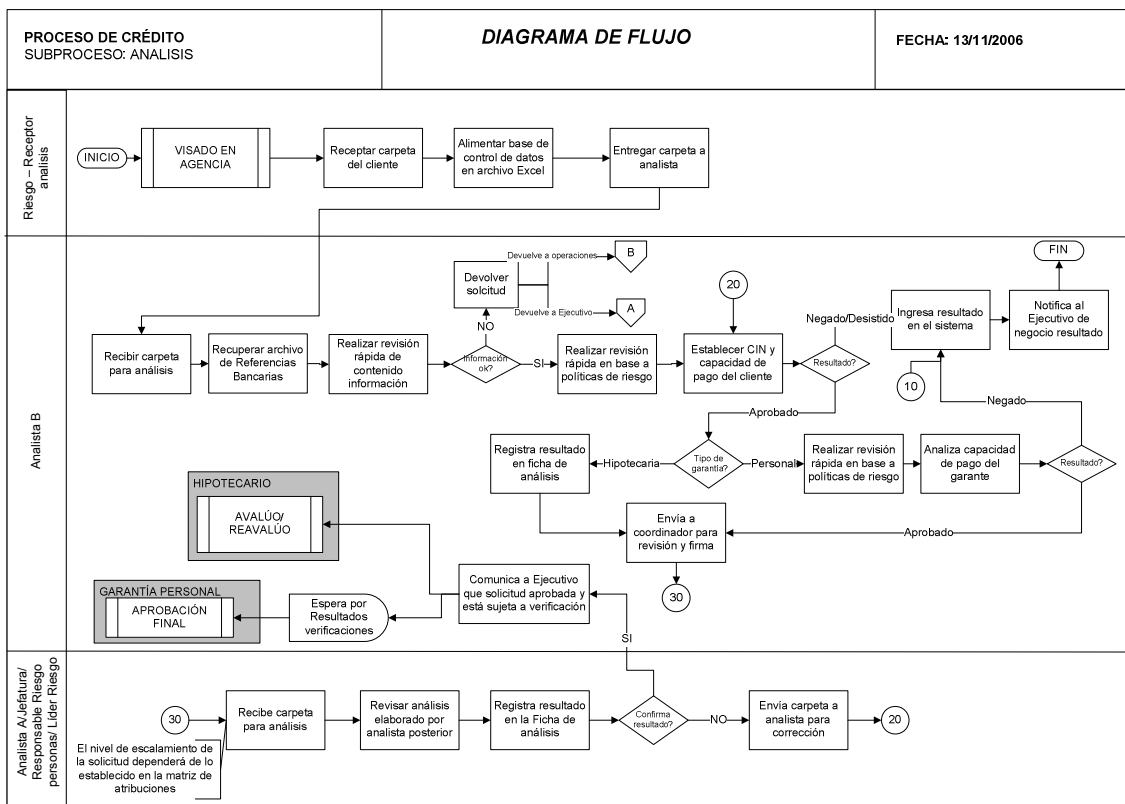 PROCESO DE CRÉDITO
SUBPROCESO: ANALISIS
DIAGRAMA DE FLUJO
FECHA: 13/11/2006
Riesgo – Receptor
analisis
INICIO
VISADO EN
AGENCIA
Receptar carpeta
del cliente
Alimentar base de
control de datos
en archivo Excel
Entregar carpeta a
analista
Analista B
Recibir carpeta
para análisis
Recuperar archivo
de Referencias
Bancarias
Realizar revisión
rápida de
contenido
información
Información
ok?
NO
Devolver
solcitud
Devuelve a operaciones
B
Devuelve a Ejecutivo
A
SI
Realizar revisión
rápida en base a
políticas de riesgo
20
Establecer CIN y
capacidad de
pago del cliente
Resultado?
Negado/Desistido
Ingresa resultado
en el sistema
10
Notifica al
Ejecutivo de
negocio resultado
FIN
Aprobado
Tipo de
garantía?
Hipotecaria
Registra resultado
en ficha de
análisis
Personal
Realizar revisión
rápida en base a
políticas de riesgo
Analiza capacidad
de pago del
garante
Resultado?
Negado
Aprobado
Envía a
coordinador para
revisión y firma
30
HIPOTECARIO
AVALÚO/
REAVALÚO
GARANTÍA PERSONAL
APROBACIÓN
FINAL
Espera por
Resultados
verificaciones
Comunica a Ejecutivo
que solicitud aprobada y
está sujeta a verificación
SI
Analista A/Jefatura/
Responsable Riesgo
personas/ Líder Riesgo
30
El nivel de escalamiento de
la solicitud dependerá de lo
establecido en la matriz de
atribuciones
Recibe carpeta
para análisis
Revisar análisis
elaborado por
analista posterior
Registra resultado
en la Ficha de
análisis
Confirma
resultado?
NO
Envía carpeta a
analista para
corrección
20